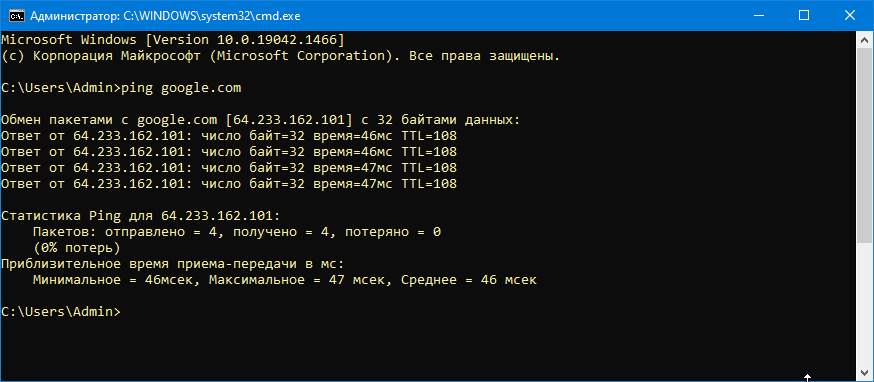 Администратор: C:\WINDOWS\system32\cmd.exe
Microsoft Windows [Version 10.0.19042.1466]
(c) Корпорация Майкрософт (Microsoft Corporation). Все права защищены.
C:\Users\Admin>ping google.com
Обмен пакетами с google.com [64.233.162.101] с 32 байтами данных:
Ответ от 64.233.162.101: число байт=32 время=46мс TTL=108
Ответ от 64.233.162.101: число байт=32 время=46мс TTL=108
Ответ от 64.233.162.101: число байт=32 время=47мс TTL=108
Ответ от 64.233.162.101: число байт=32 время=47мс TTL=108
Статистика Ping для 64.233.162.101:
Пакетов: отправлено = 4, получено = 4, потеряно = 0
(0% потерь)
Приблизительное время приема-передачи в мс:
Минимальное = 46мсек, Максимальное = 47 мсек, Среднее = 46 мсек
C:\Users\Admin>